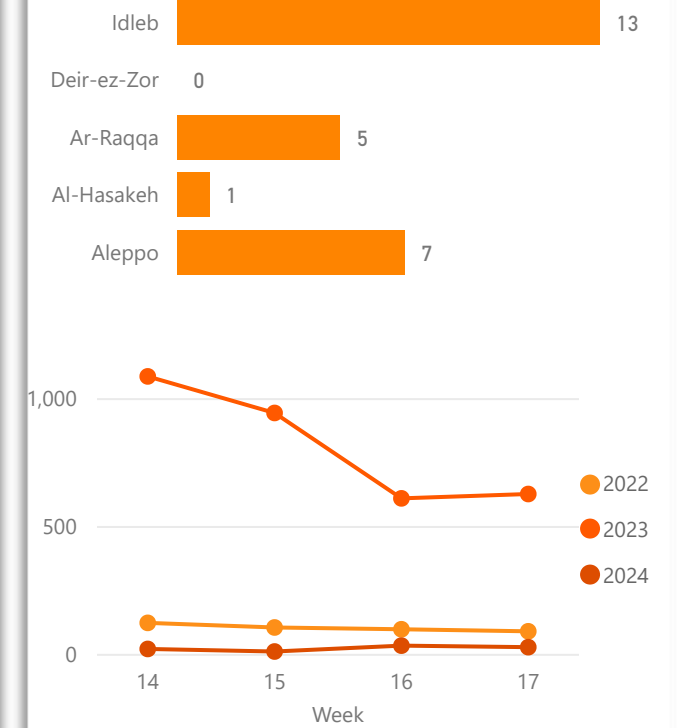 Idleb 13
Deir-ez-Zor 0
Ar-Raqqa 5
Al-Hasakeh 1
Aleppo 7
1,000
500
0
2022
2023
2024
14 15 16 17
Week